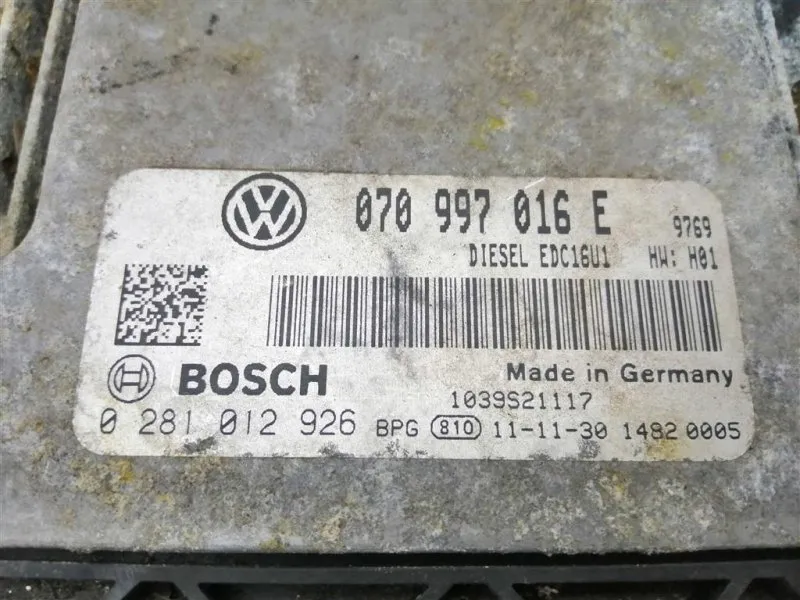 070 997 016 E 9769
DIESEL EDC16U1 HW: H01
BOSCH Made in Germany
1039S21117
0 281 012 926 BPG 810 11-11-30 1482 0005